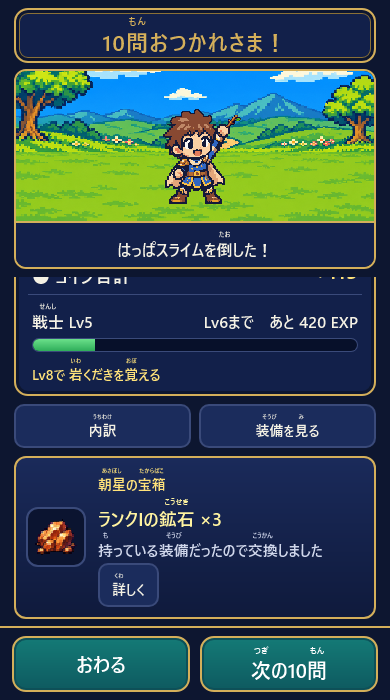 10問おつかれさま！
はっぱスライムを倒した！
戦士 Lv5 Lv6まで あと 420 EXP
Lv8で 岩くだきを覚える
内訳 装備を見る
朝星の宝箱
ランクIの鉱石 ×3
持っている装備だったので交換しました
詳しく
おわる 次の10問